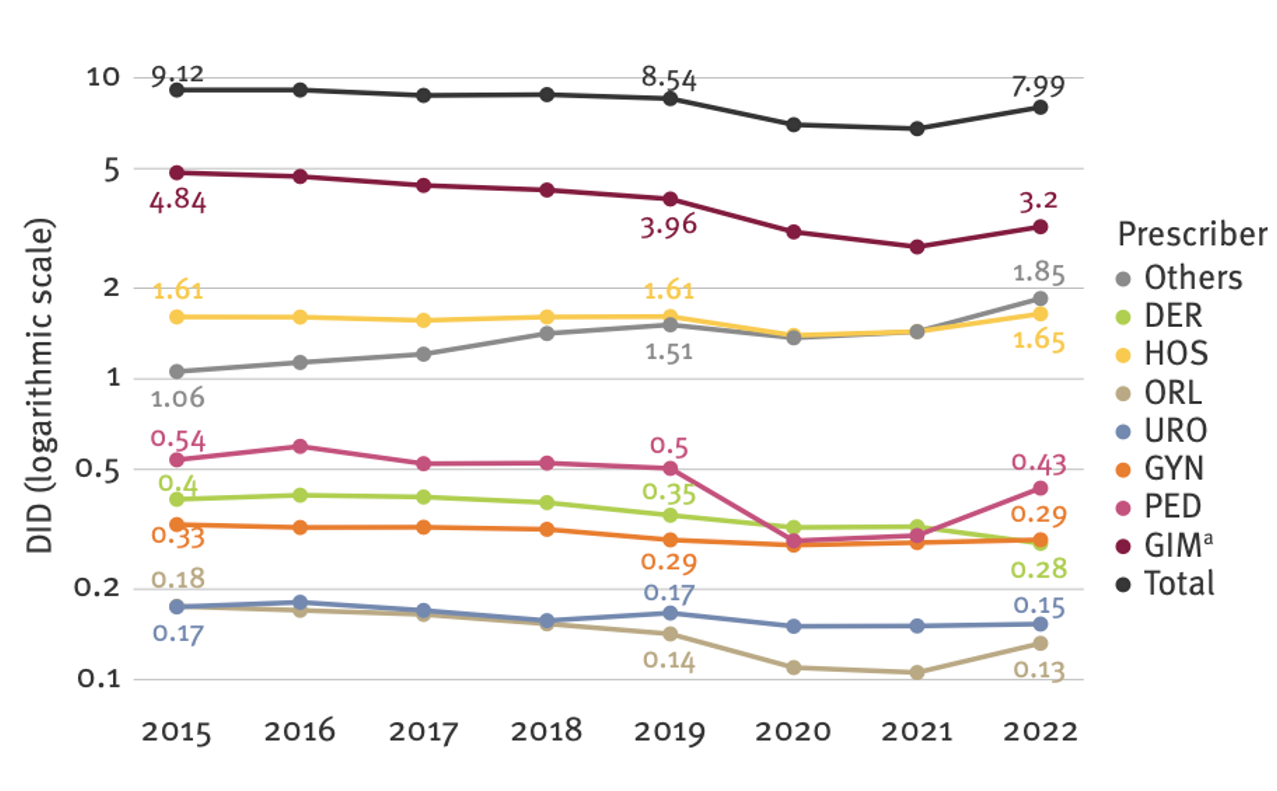 10
5
2
1
0.5
0.2
0.1
DID (logarithmic scale)
9.12
8.54
7.99
4.84
3.96
3.2
1.61
1.61
1.65
1.06
1.51
1.85
0.54
0.5
0.43
0.4
0.35
0.28
0.33
0.29
0.29
0.18
0.14
0.13
0.17
0.17
0.15
2015 2016 2017 2018 2019 2020 2021 2022
Prescriber
Others
DER
HOS
ORL
URO
GYN
PED
GIMᵃ
Total